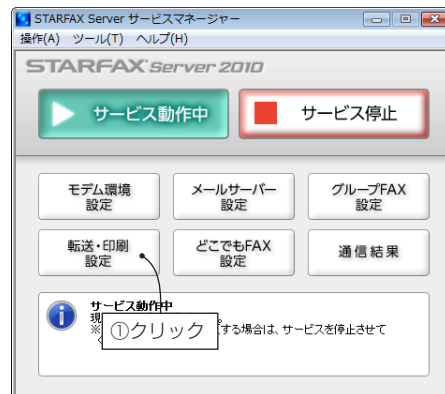 STARFAX Server サービスマネージャー
操作(A) ツール(T) ヘルプ(H)
STARFAX Server 2010
サービス動作中
サービス停止
モデム環境
設定
メールサーバー
設定
グループFAX
設定
転送・印刷
設定
どこでもFAX
設定
通信結果
サービス動作中
現
※
する場合は、サービスを停止させて
①クリック